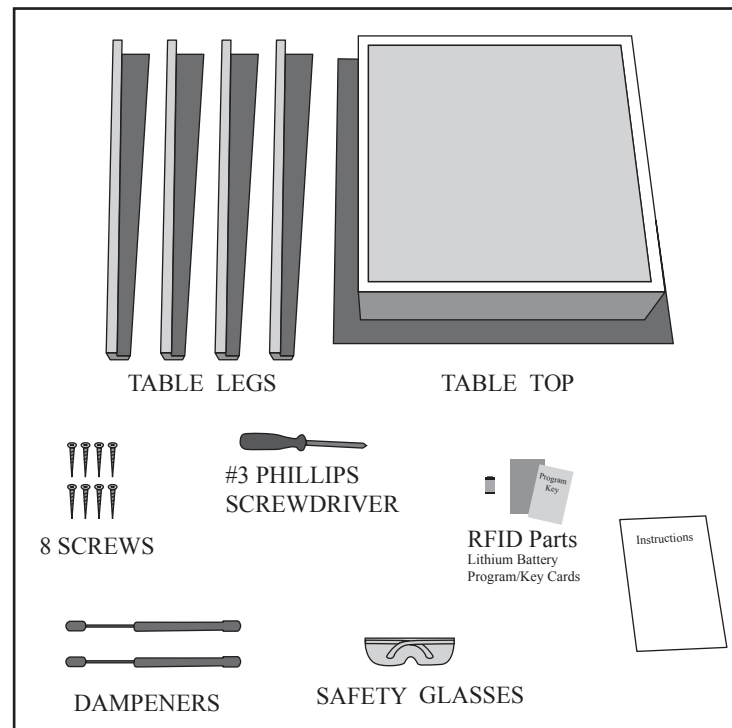 TABLE LEGS
TABLE TOP
#3 PHILLIPS
SCREWDRIVER
8 SCREWS
Program
Key
RFID Parts
Lithium Battery
Program/Key Cards
Instructions
DAMPENERS
SAFETY GLASSES